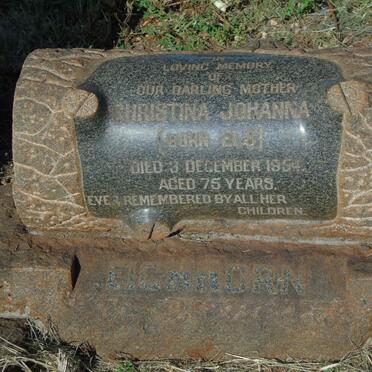 IN
LOVING MEMORY
OF
OUR DARLING MOTHER
CHRISTINA JOHANNA
(BORN ELS)
DIED 3 DECEMBER 1954
AGED 75 YEARS.
EVER REMEMBERED BY ALL HER
CHILDREN.